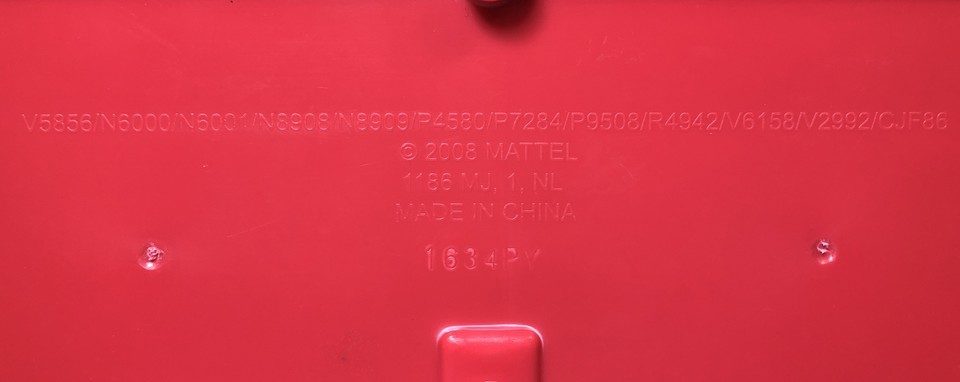 V5856/N6000/N6001/N8908/N8909/P4580/P7284/P9508/R4942/V6158/V2992/CJF86
© 2008 MATTEL
1186 MJ, 1, NL
MADE IN CHINA
1634PY